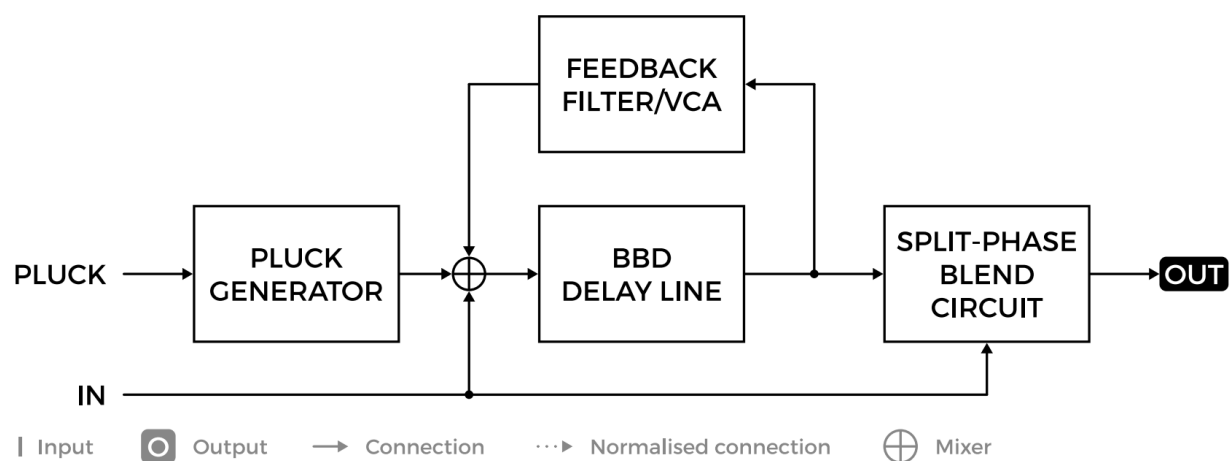 FEEDBACK
FILTER/VCA
PLUCK
PLUCK
GENERATOR
BBD
DELAY LINE
SPLIT-PHASE
BLEND
CIRCUIT
OUT
IN
I Input
O Output
Connection
Normalised connection
Mixer